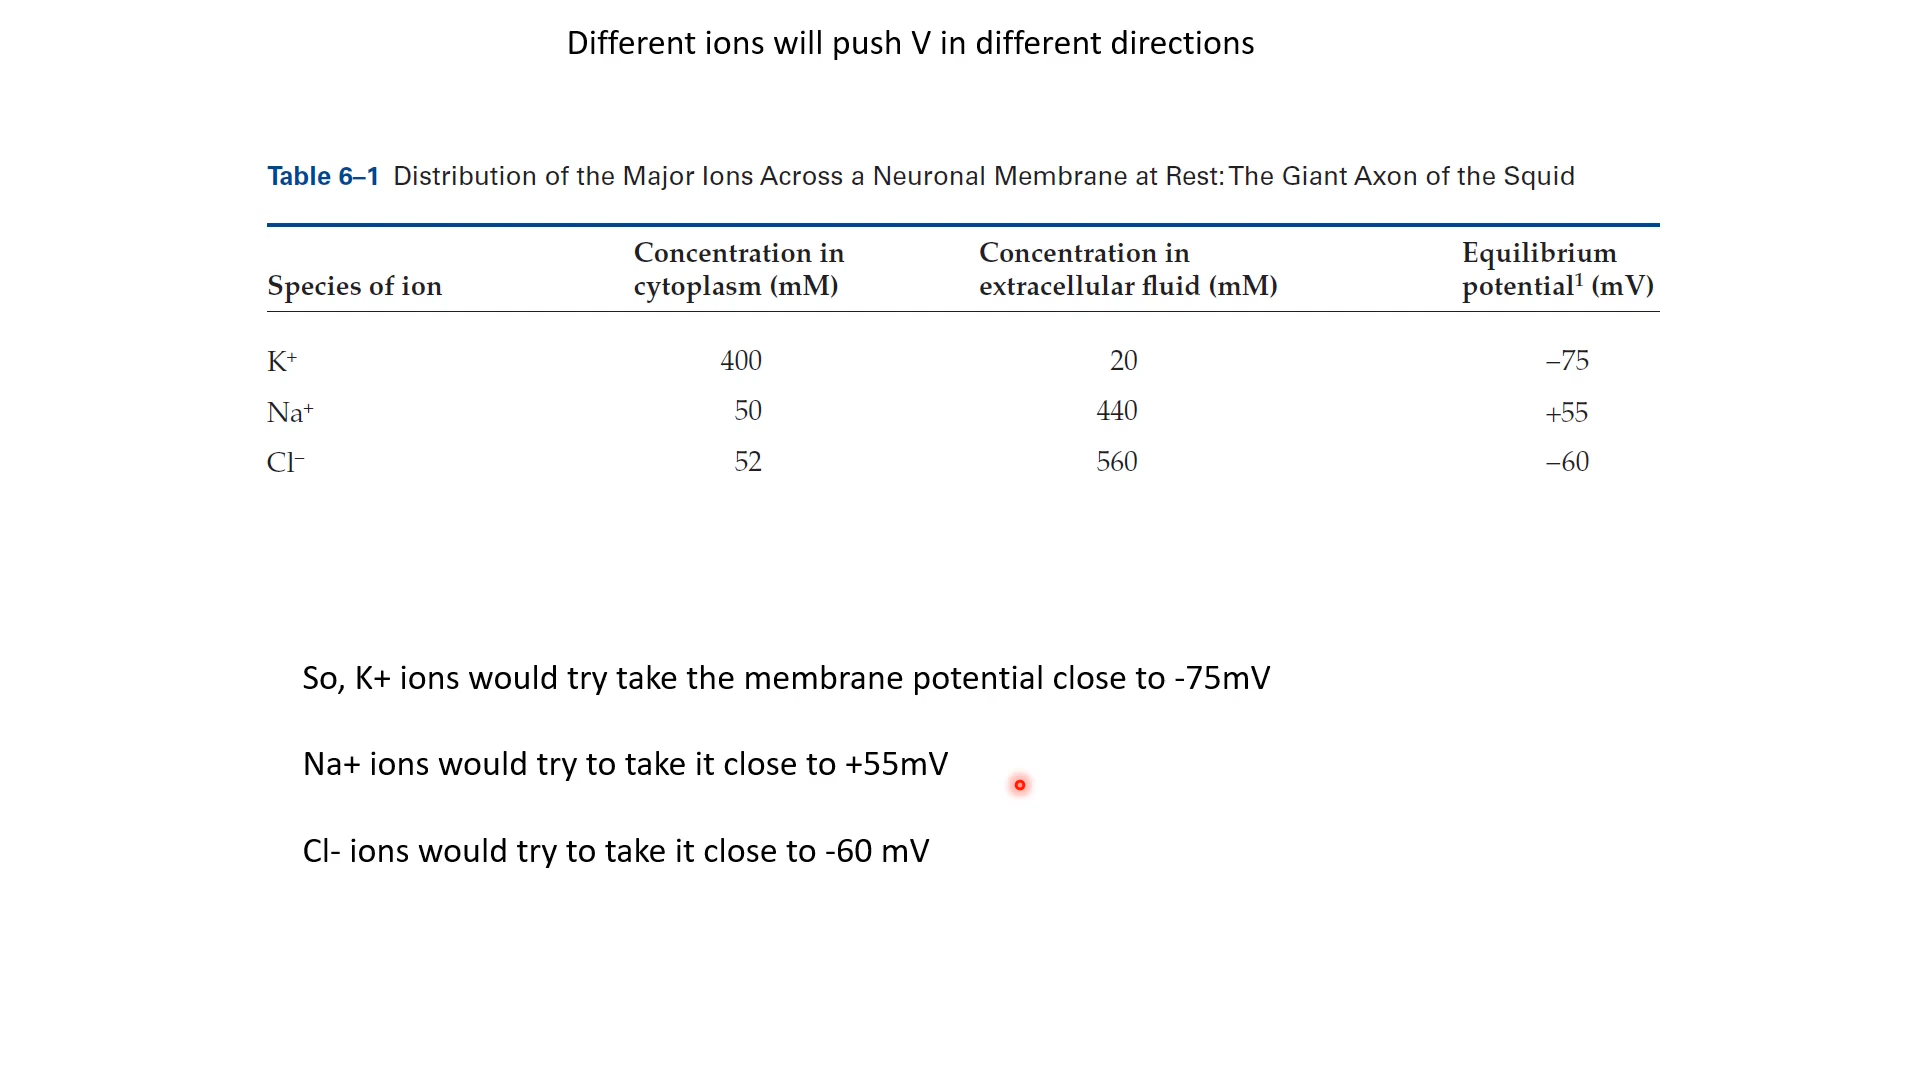 Different ions will push V in different directions
Table 6–1 Distribution of the Major Ions Across a Neuronal Membrane at Rest: The Giant Axon of the Squid
Species of ion Concentration in cytoplasm (mM) Concentration in extracellular fluid (mM) Equilibrium potential¹ (mV)
K⁺ 400 20 –75
Na⁺ 50 440 +55
Cl⁻ 52 560 –60
So, K+ ions would try take the membrane potential close to -75mV
Na+ ions would try to take it close to +55mV
Cl- ions would try to take it close to -60 mV